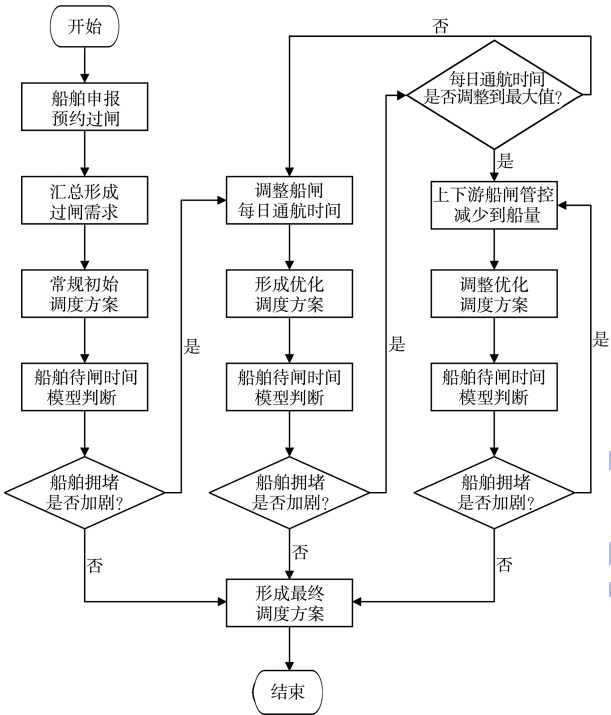 开始
船舶申报
预约过闸
汇总形成
过闸需求
常规初始
调度方案
船舶待闸时间
模型判断
船舶拥堵
是否加剧?
是
否
调整船闸
每日通航时间
形成优化
调度方案
船舶待闸时间
模型判断
船舶拥堵
是否加剧?
是
否
每日通航时间
是否调整到最大值?
否
是
上下游船闸管控
减少到船量
调整优化
调度方案
船舶待闸时间
模型判断
船舶拥堵
是否加剧?
是
否
形成最终
调度方案
结束